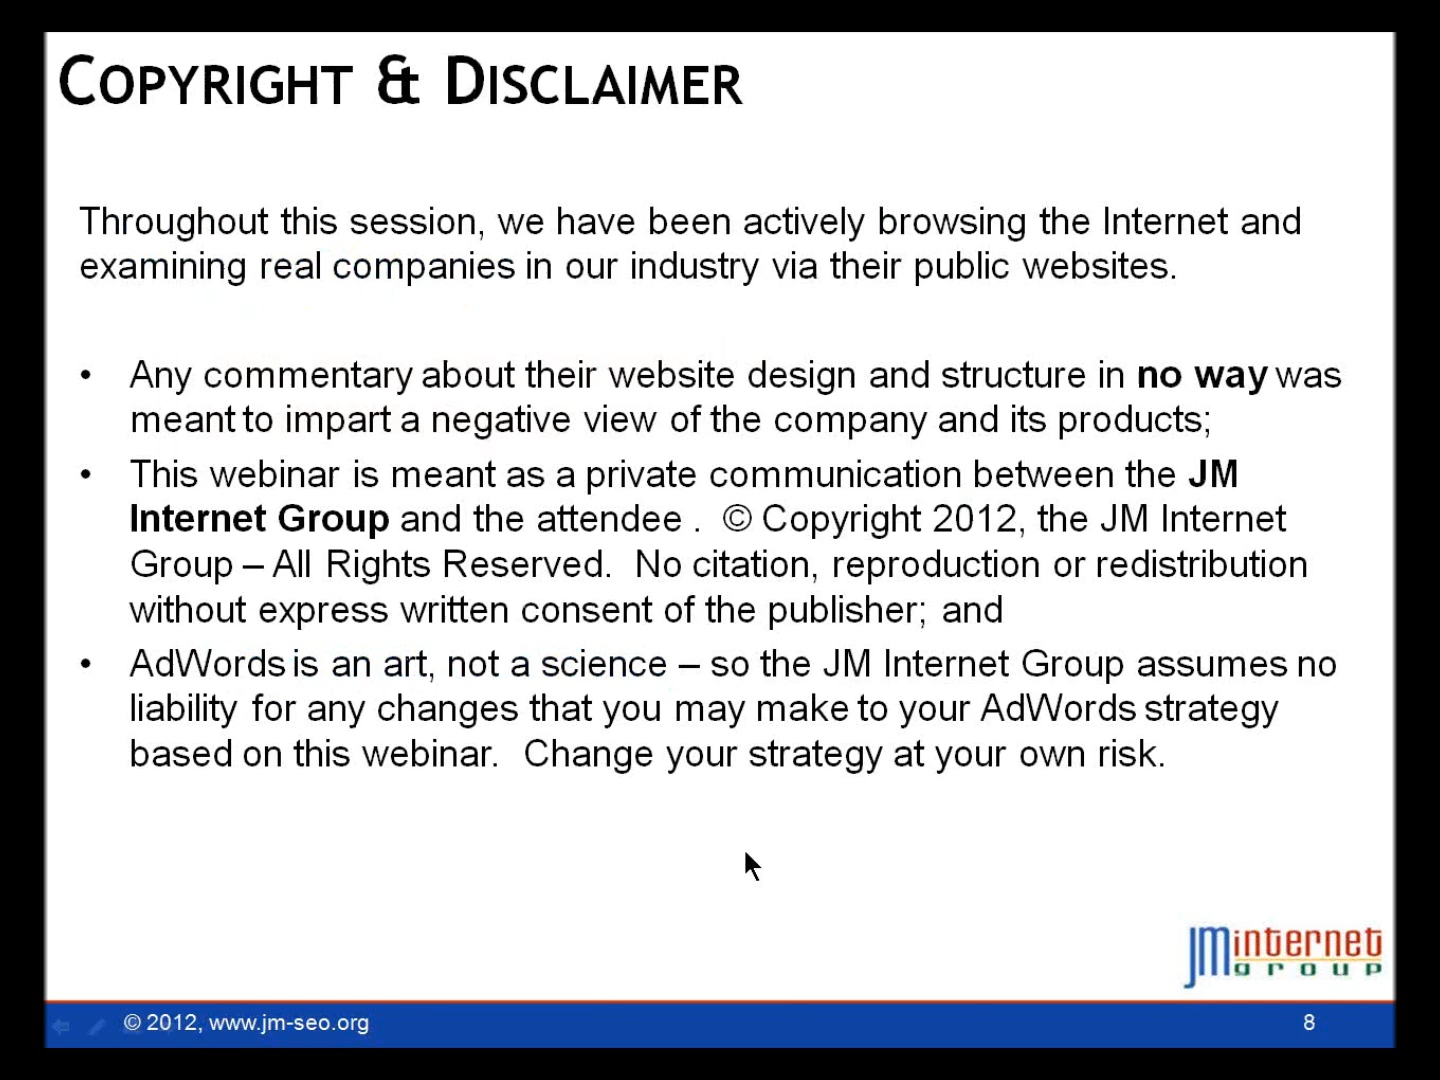 COPYRIGHT & DISCLAIMER
Throughout this session, we have been actively browsing the Internet and
examining real companies in our industry via their public websites.
• Any commentary about their website design and structure in no way was
meant to impart a negative view of the company and its products;
• This webinar is meant as a private communication between the JM
Internet Group and the attendee . © Copyright 2012, the JM Internet
Group – All Rights Reserved. No citation, reproduction or redistribution
without express written consent of the publisher; and
• AdWords is an art, not a science – so the JM Internet Group assumes no
liability for any changes that you may make to your AdWords strategy
based on this webinar. Change your strategy at your own risk.
JMinternet
group
© 2012, www.jm-seo.org
8